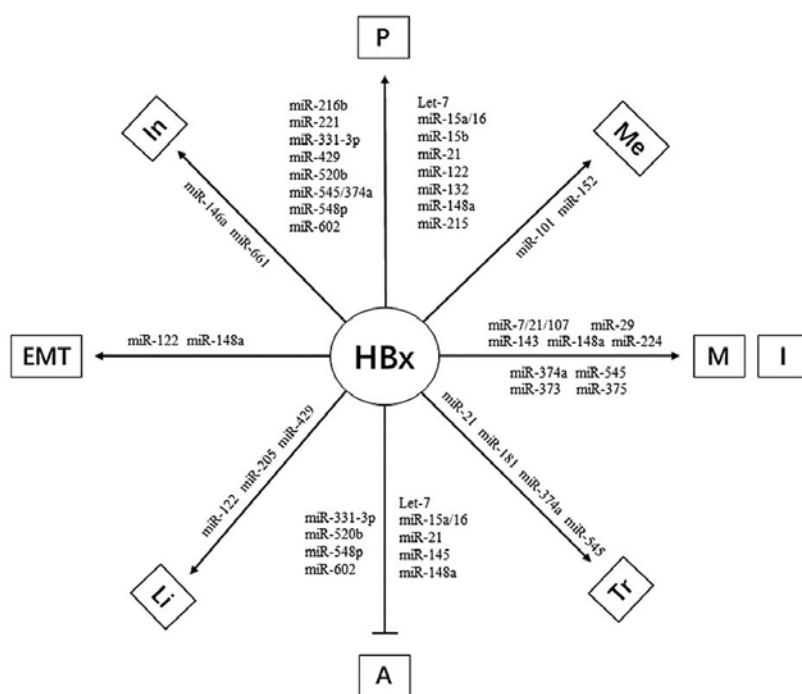 P
In
Me
miR-216b
miR-221
miR-331-3p
miR-429
miR-520b
miR-545/374a
miR-548p
miR-602
Let-7
miR-15a/16
miR-15b
miR-21
miR-122
miR-132
miR-148a
miR-215
miR-146a miR-661
miR-101 miR-152
EMT
miR-122 miR-148a
HBx
miR-7/21/107 miR-29
miR-143 miR-148a miR-224
miR-374a miR-545
miR-373 miR-375
M
I
miR-122 miR-205 miR-429
miR-21 miR-181 miR-374a miR-545
miR-331-3p
miR-520b
miR-548p
miR-602
Let-7
miR-15a/16
miR-21
miR-145
miR-148a
Li
Tr
A